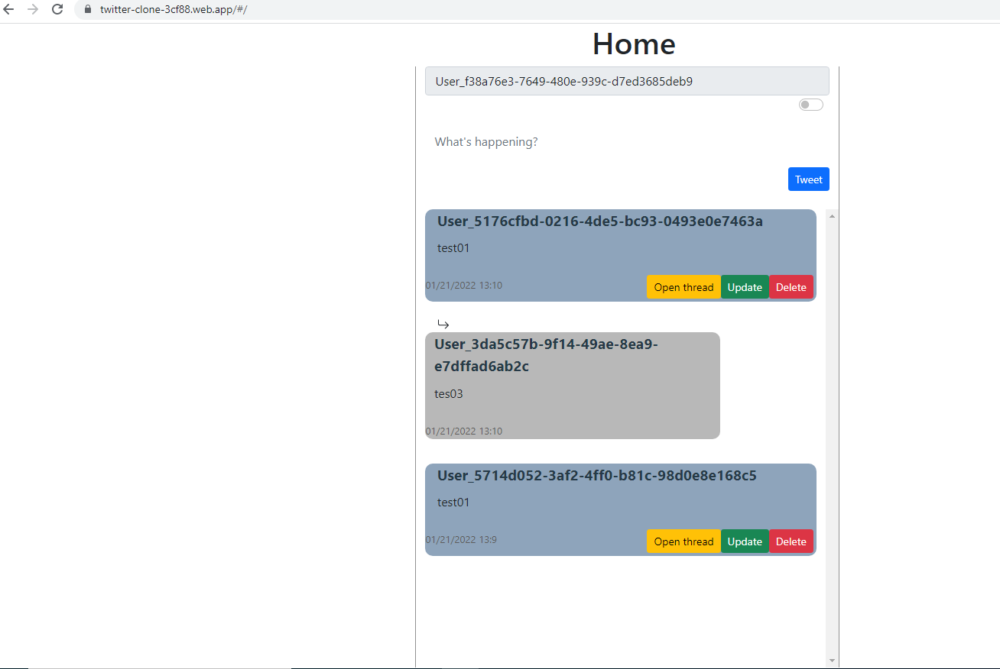 twitter-clone-3cf88.web.app/#/
Home
User_f38a76e3-7649-480e-939c-d7ed3685deb9
What's happening?
Tweet
User_5176cfbd-0216-4de5-bc93-0493e0e7463a
test01
01/21/2022 13:10 Open thread Update Delete
User_3da5c57b-9f14-49ae-8ea9-
e7dffad6ab2c
tes03
01/21/2022 13:10
User_5714d052-3af2-4ff0-b81c-98d0e8e168c5
test01
01/21/2022 13:9 Open thread Update Delete